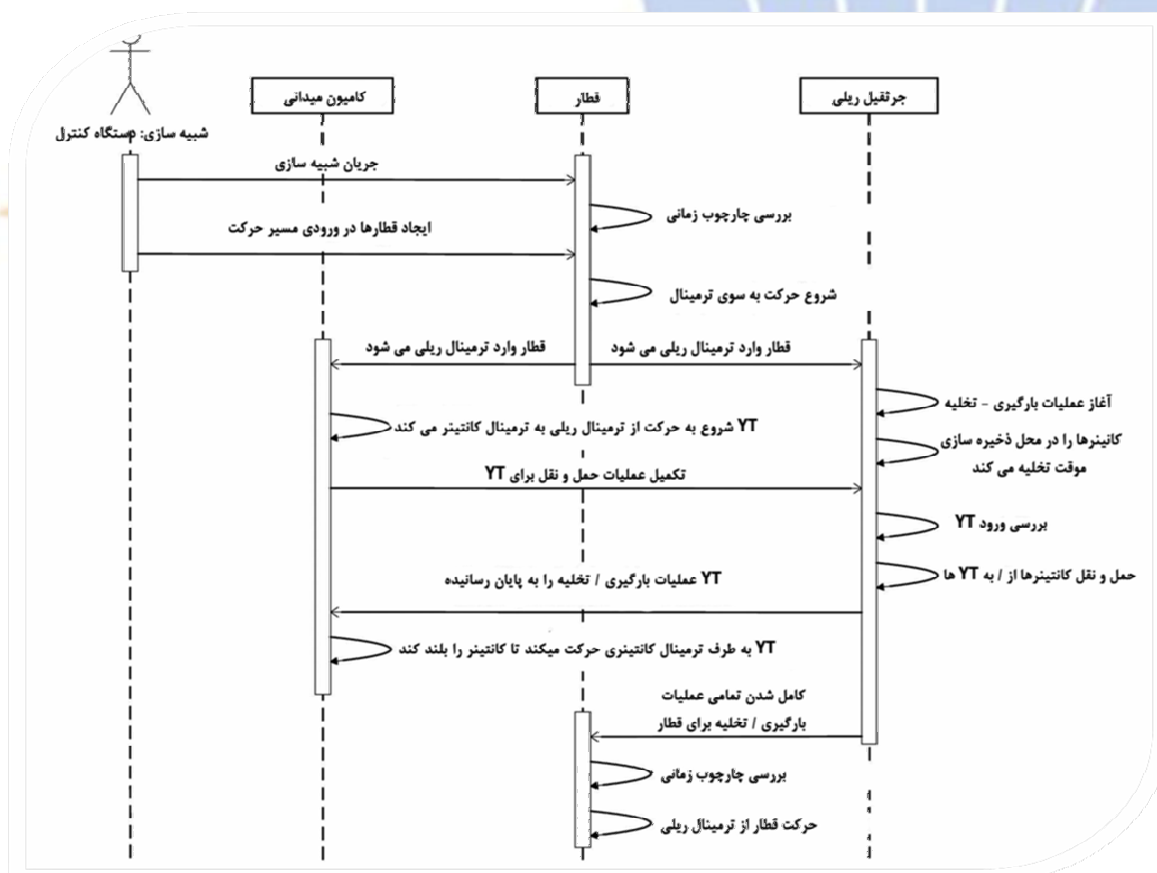 کامیون میدانی
قطار
جرثقیل ریلی
شبیه سازی: دستگاه کنترل
جریان شبیه سازی
بررسی چارچوب زمانی
ایجاد قطارها در ورودی مسیر حرکت
شروع حرکت به سوی ترمینال
قطار وارد ترمینال ریلی می شود
قطار وارد ترمینال ریلی می شود
آغاز عملیات بارگیری - تخلیه
YT شروع به حرکت از ترمینال ریلی به ترمینال کانتینر می کند
کانینرها را در محل ذخیره سازی
موقت تخلیه می کند
تکمیل عملیات حمل و نقل برای YT
بررسی ورود YT
حمل و نقل کانتینرها از / به YT ها
YT عملیات بارگیری / تخلیه را به پایان رسانیده
YT به طرف ترمینال کانتینری حرکت میکند تا کانتینر را بلند کند
کامل شدن تمامی عملیات
بارگیری / تخلیه برای قطار
بررسی چارچوب زمانی
حرکت قطار از ترمینال ریلی